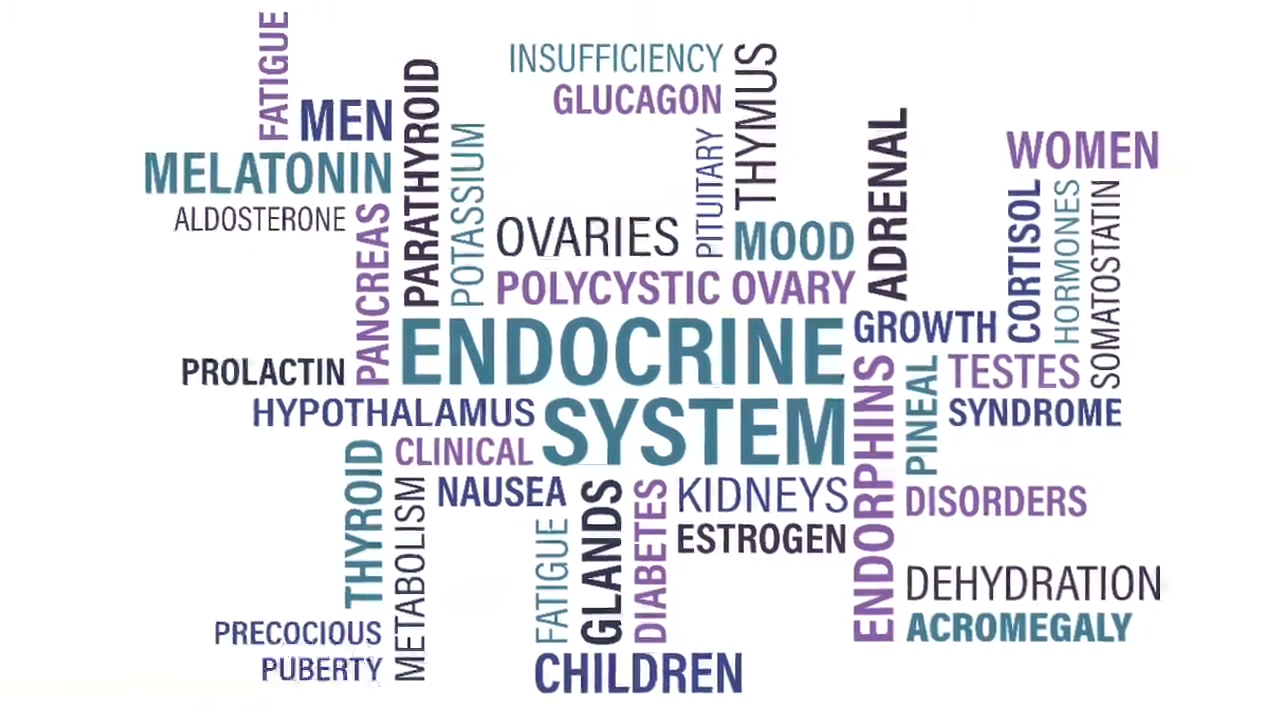 FATIGUE
MEN
MELATONIN
ALDOSTERONE
PANCREAS
PARATHYROID
POTASSIUM
INSUFFICIENCY
GLUCAGON
THYMUS
PITUITARY
OVARIES
MOOD
POLYCYSTIC OVARY
ADRENAL
WOMEN
CORTISOL
HORMONES
SOMATOSTATIN
ENDOCRINE
GROWTH
PROLACTIN
HYPOTHALAMUS
SYSTEM
ENDORPHINS
PINEAL
TESTES
SYNDROME
CLINICAL
THYROID
METABOLISM
NAUSEA
FATIGUE
GLANDS
DIABETES
KIDNEYS
ESTROGEN
DISORDERS
DEHYDRATION
ACROMEGALY
PRECOCIOUS
PUBERTY
CHILDREN